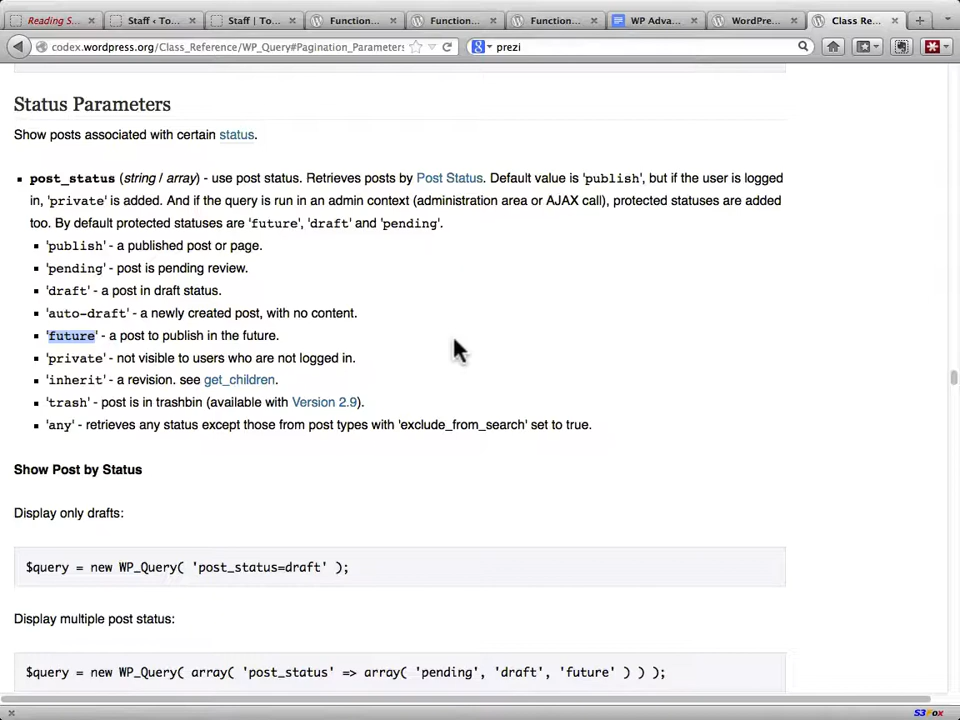 Reading S...
Staff ‹ To...
Staff | To...
Function...
Function...
Function...
WP Adva...
WordPre...
Class Re...
codex.wordpress.org/Class_Reference/WP_Query#Pagination_Parameters
prezi
Status Parameters
Show posts associated with certain status.
post_status (string / array) - use post status. Retrieves posts by Post Status. Default value is 'publish', but if the user is logged
in, 'private' is added. And if the query is run in an admin context (administration area or AJAX call), protected statuses are added
too. By default protected statuses are 'future', 'draft' and 'pending'.
'publish' - a published post or page.
'pending' - post is pending review.
'draft' - a post in draft status.
'auto-draft' - a newly created post, with no content.
'future' - a post to publish in the future.
'private' - not visible to users who are not logged in.
'inherit' - a revision. see get_children.
'trash' - post is in trashbin (available with Version 2.9).
'any' - retrieves any status except those from post types with 'exclude_from_search' set to true.
Show Post by Status
Display only drafts:
$query = new WP_Query( 'post_status=draft' );
Display multiple post status:
$query = new WP_Query( array( 'post_status' => array( 'pending', 'draft', 'future' ) ) );
S3Fox